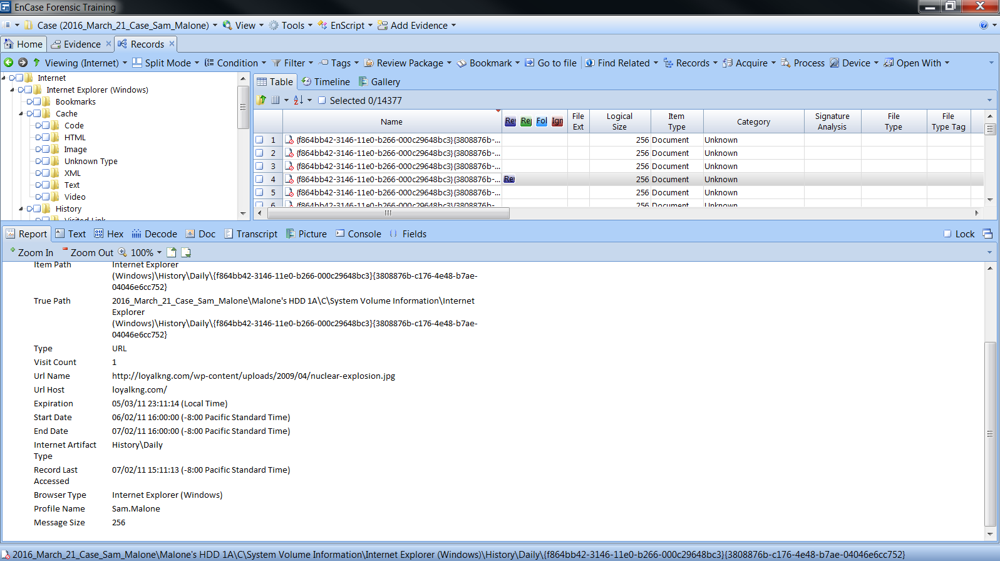 EnCase Forensic Training
Case (2016_March_21_Case_Sam_Malone) View Tools EnScript Add Evidence
Home Evidence Records
Viewing (Internet) Split Mode Condition Filter Tags Review Package Bookmark Go to file Find Related Records Acquire Process Device Open With
Internet
Internet Explorer (Windows)
Bookmarks
Cache
Code
HTML
Image
Unknown Type
XML
Text
Video
History
Visited Link
Table Timeline Gallery
Selected 0/14377
Name Re Re Fol Ign File Ext Logical Size Item Type Category Signature Analysis File Type File Type Tag
1 {f864bb42-3146-11e0-b266-000c29648bc3}{3808876b-... 256 Document Unknown
2 {f864bb42-3146-11e0-b266-000c29648bc3}{3808876b-... 256 Document Unknown
3 {f864bb42-3146-11e0-b266-000c29648bc3}{3808876b-... 256 Document Unknown
4 {f864bb42-3146-11e0-b266-000c29648bc3}{3808876b-... Re 256 Document Unknown
5 {f864bb42-3146-11e0-b266-000c29648bc3}{3808876b-... 256 Document Unknown
6 {f864bb42-3146-11e0-b266-000c29648bc3}{3808876b-... 256 Document Unknown
Report Text Hex Decode Doc Transcript Picture Console Fields Lock
Zoom In Zoom Out 100%
Item Path Internet Explorer
(Windows)\History\Daily\{f864bb42-3146-11e0-b266-000c29648bc3}{3808876b-c176-4e48-b7ae-
04046e6cc752}
True Path 2016_March_21_Case_Sam_Malone\Malone's HDD 1A\C\System Volume Information\Internet
Explorer
(Windows)\History\Daily\{f864bb42-3146-11e0-b266-000c29648bc3}{3808876b-c176-4e48-b7ae-
04046e6cc752}
Type URL
Visit Count 1
Url Name http://loyalkng.com/wp-content/uploads/2009/04/nuclear-explosion.jpg
Url Host loyalkng.com/
Expiration 05/03/11 23:11:14 (Local Time)
Start Date 06/02/11 16:00:00 (-8:00 Pacific Standard Time)
End Date 07/02/11 16:00:00 (-8:00 Pacific Standard Time)
Internet Artifact History\Daily
Type
Record Last 07/02/11 15:11:13 (-8:00 Pacific Standard Time)
Accessed
Browser Type Internet Explorer (Windows)
Profile Name Sam.Malone
Message Size 256
2016_March_21_Case_Sam_Malone\Malone's HDD 1A\C\System Volume Information\Internet Explorer (Windows)\History\Daily\{f864bb42-3146-11e0-b266-000c29648bc3}{3808876b-c176-4e48-b7ae-04046e6cc752}